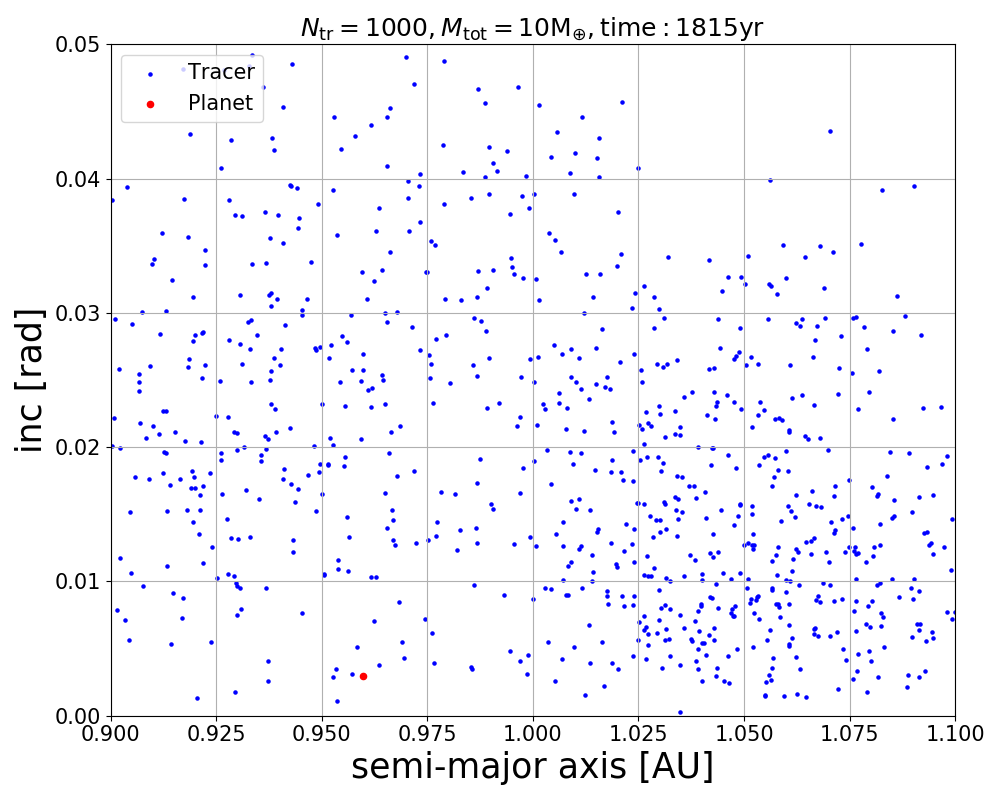 N_tr = 1000, M_tot = 10M_⊕, time : 1815yr
Tracer
Planet
inc [rad]
0.05
0.04
0.03
0.02
0.01
0.00
0.900 0.925 0.950 0.975 1.000 1.025 1.050 1.075 1.100
semi-major axis [AU]